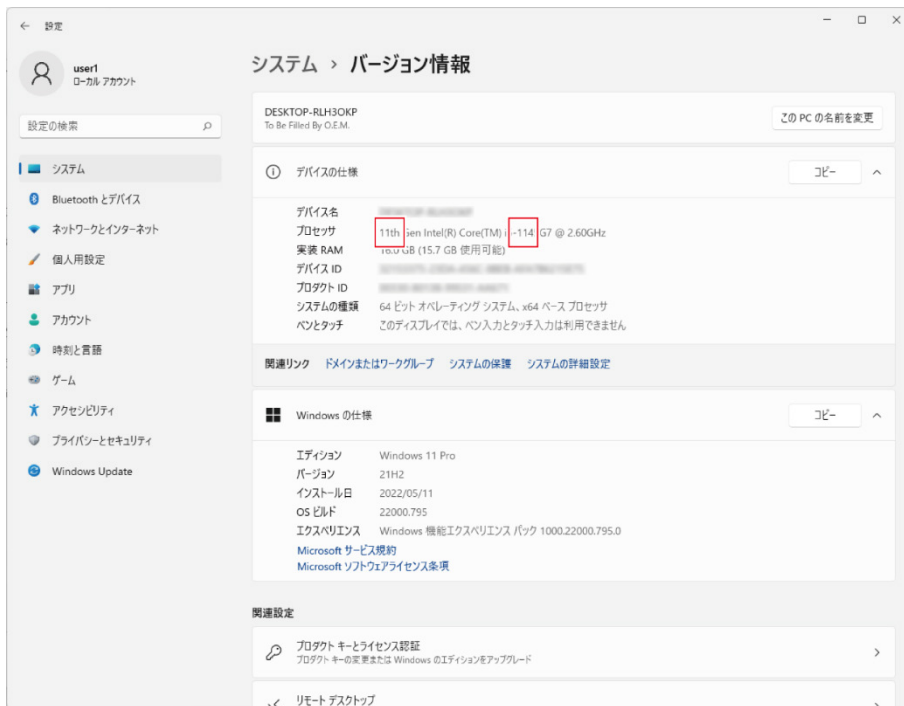 設定
user1
ローカル アカウント
設定の検索
システム
Bluetooth とデバイス
ネットワークとインターネット
個人用設定
アプリ
アカウント
時刻と言語
ゲーム
アクセシビリティ
プライバシーとセキュリティ
Windows Update
システム › バージョン情報
DESKTOP-RLH3OKP
To Be Filled By O.E.M.
この PC の名前を変更
デバイスの仕様
コピー
デバイス名
プロセッサ 11th Gen Intel(R) Core(TM) G7 @ 2.60GHz
実装 RAM 16.0 GB (15.7 GB 使用可能)
デバイス ID
プロダクト ID
システムの種類 64 ビット オペレーティング システム、x64 ベース プロセッサ
ペンとタッチ このディスプレイでは、ペン入力とタッチ入力は利用できません
関連リンク ドメインまたはワークグループ システムの保護 システムの詳細設定
Windows の仕様
コピー
エディション Windows 11 Pro
バージョン 21H2
インストール日 2022/05/11
OS ビルド 22000.795
エクスペリエンス Windows 機能エクスペリエンス パック 1000.22000.795.0
Microsoft サービス規約
Microsoft ソフトウェアライセンス条項
関連設定
プロダクト キーとライセンス認証
プロダクト キーの変更または Windows のエディションをアップグレード
リモート デスクトップ